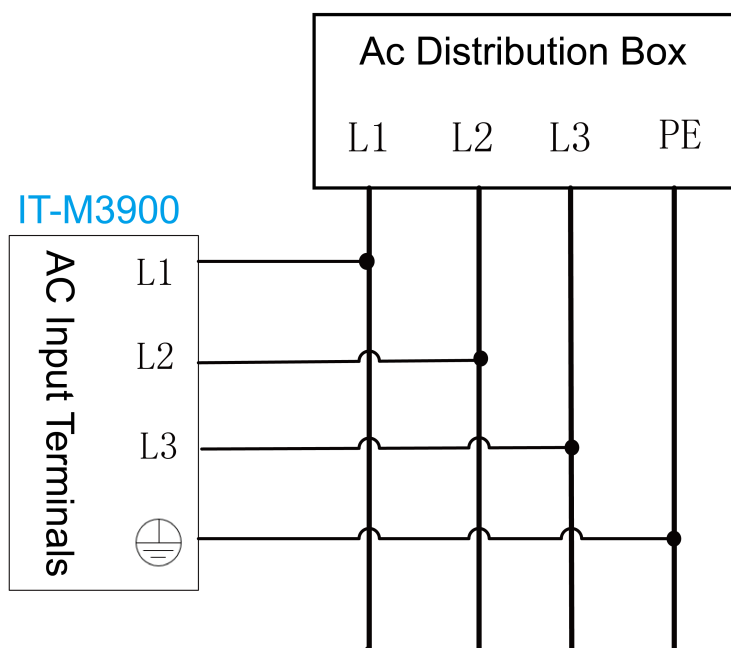 Ac Distribution Box
L1 L2 L3 PE
IT-M3900
AC Input Terminals
L1
L2
L3